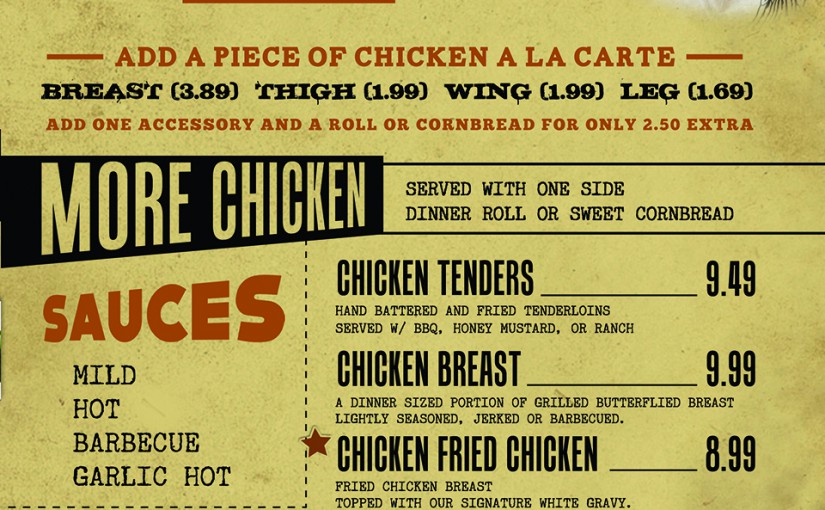 ADD A PIECE OF CHICKEN A LA CARTE
BREAST (3.89) THIGH (1.99) WING (1.99) LEG (1.69)
ADD ONE ACCESSORY AND A ROLL OR CORNBREAD FOR ONLY 2.50 EXTRA
MORE CHICKEN
SERVED WITH ONE SIDE
DINNER ROLL OR SWEET CORNBREAD
SAUCES
MILD
HOT
BARBECUE
GARLIC HOT
CHICKEN TENDERS 9.49
HAND BATTERED AND FRIED TENDERLOINS
SERVED W/ BBQ, HONEY MUSTARD, OR RANCH
CHICKEN BREAST 9.99
A DINNER SIZED PORTION OF GRILLED BUTTERFLIED BREAST
LIGHTLY SEASONED, JERKED OR BARBECUED.
CHICKEN FRIED CHICKEN 8.99
FRIED CHICKEN BREAST
TOPPED WITH OUR SIGNATURE WHITE GRAVY.